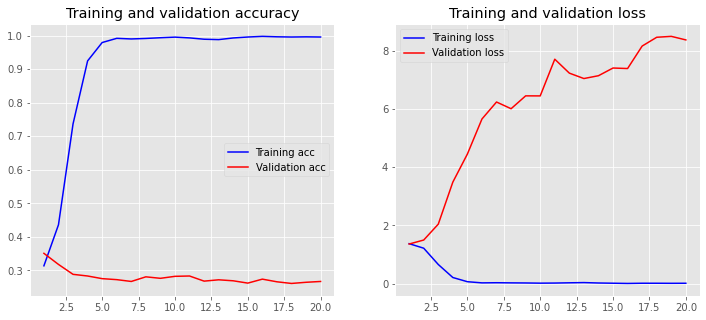 Training and validation accuracy
1.0
0.9
0.8
0.7
0.6
0.5
0.4
0.3
Training acc
Validation acc
2.5 5.0 7.5 10.0 12.5 15.0 17.5 20.0
Training and validation loss
Training loss
Validation loss
8
6
4
2
0
2.5 5.0 7.5 10.0 12.5 15.0 17.5 20.0